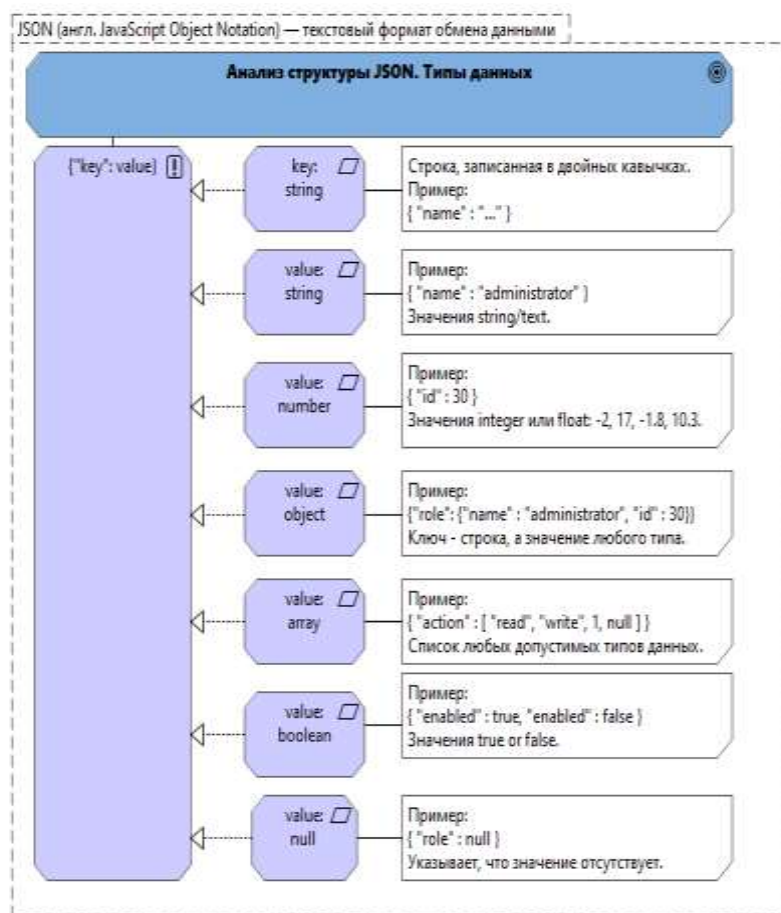 JSON (англ. JavaScript Object Notation) — текстовый формат обмена данными
Анализ структуры JSON. Типы данных
{"key": value}
key:
string
Строка, записанная в двойных кавычках.
Пример:
{ "name" : "..." }
value:
string
Пример:
{ "name" : "administrator" }
Значения string/text.
value:
number
Пример:
{ "id" : 30 }
Значения integer или float: -2, 17, -1.8, 10.3.
value:
object
Пример:
{"role": {"name" : "administrator", "id" : 30}}
Ключ - строка, а значение любого типа.
value:
array
Пример:
{ "action" : [ "read", "write", 1, null ] }
Список любых допустимых типов данных.
value:
boolean
Пример:
{ "enabled" : true, "enabled" : false }
Значения true or false.
value:
null
Пример:
{ "role" : null }
Указывает, что значение отсутствует.